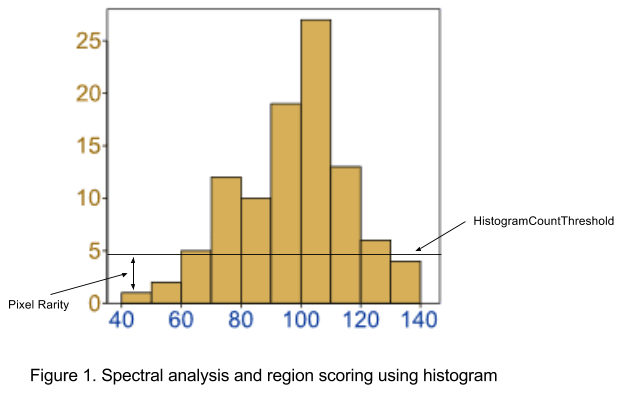 25
20
15
10
5
0
HistogramCountThreshold
Pixel Rarity
40 60 80 100 120 140
Figure 1. Spectral analysis and region scoring using histogram